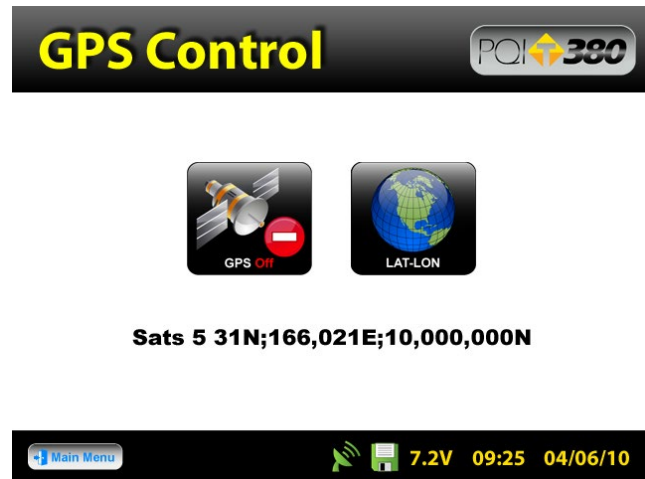 GPS Control
PQI 380
GPS Off
LAT-LON
Sats 5 31N;166,021E;10,000,000N
Main Menu
7.2V 09:25 04/06/10